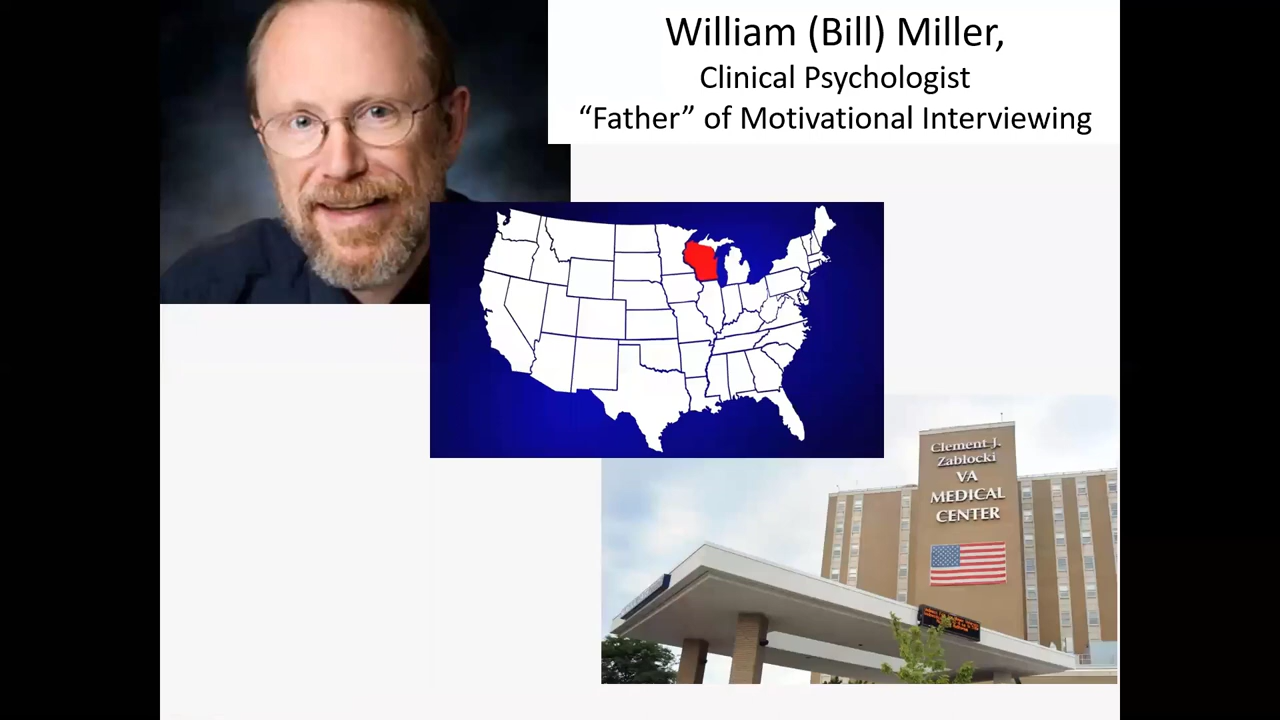 William (Bill) Miller,
Clinical Psychologist
“Father” of Motivational Interviewing
Clement J.
Zablocki
VA
MEDICAL
CENTER